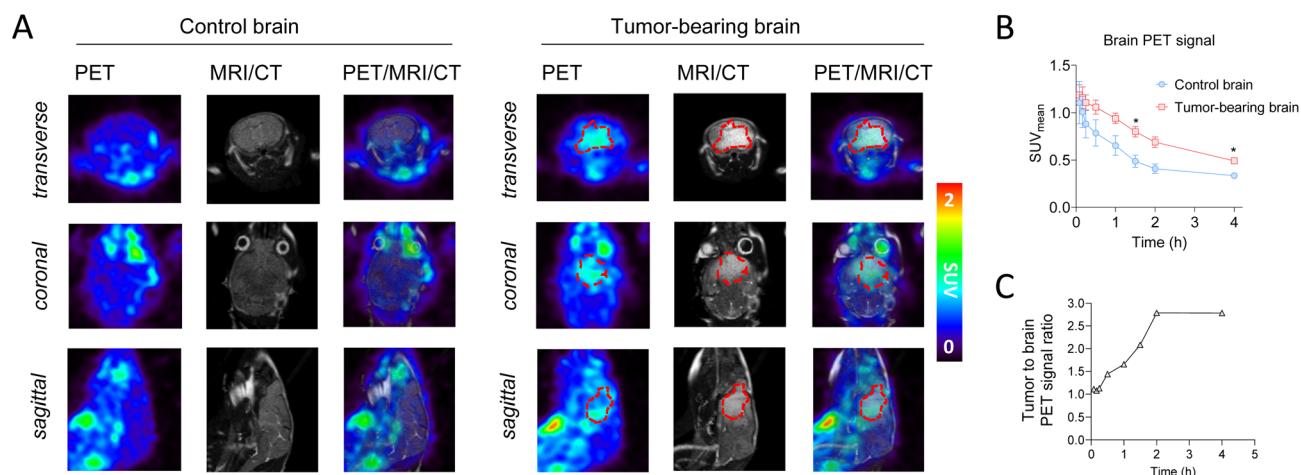 A
Control brain
Tumor-bearing brain
PET
MRI/CT
PET/MRI/CT
PET
MRI/CT
PET/MRI/CT
transverse
coronal
sagittal
transverse
coronal
sagittal
2
SUV
0
B
Brain PET signal
Control brain
Tumor-bearing brain
1.5
1.0
0.5
0.0
SUVmean
*
*
0
1
2
3
4
Time (h)
C
3.0
2.5
2.0
1.5
1.0
0.5
0.0
Tumor to brain
PET signal ratio
0
1
2
3
4
5
Time (h)